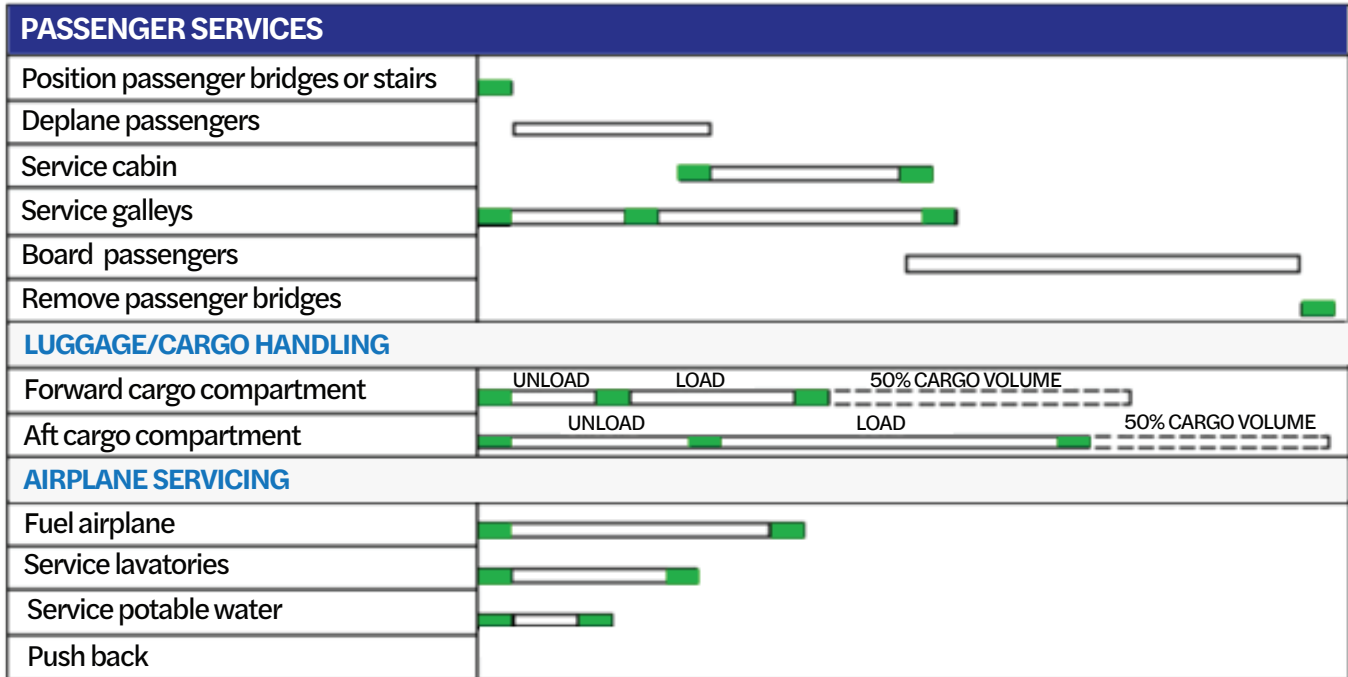 PASSENGER SERVICES
Position passenger bridges or stairs
Deplane passengers
Service cabin
Service galleys
Board passengers
Remove passenger bridges
LUGGAGE/CARGO HANDLING
Forward cargo compartment
UNLOAD LOAD 50% CARGO VOLUME
Aft cargo compartment
UNLOAD LOAD 50% CARGO VOLUME
AIRPLANE SERVICING
Fuel airplane
Service lavatories
Service potable water
Push back